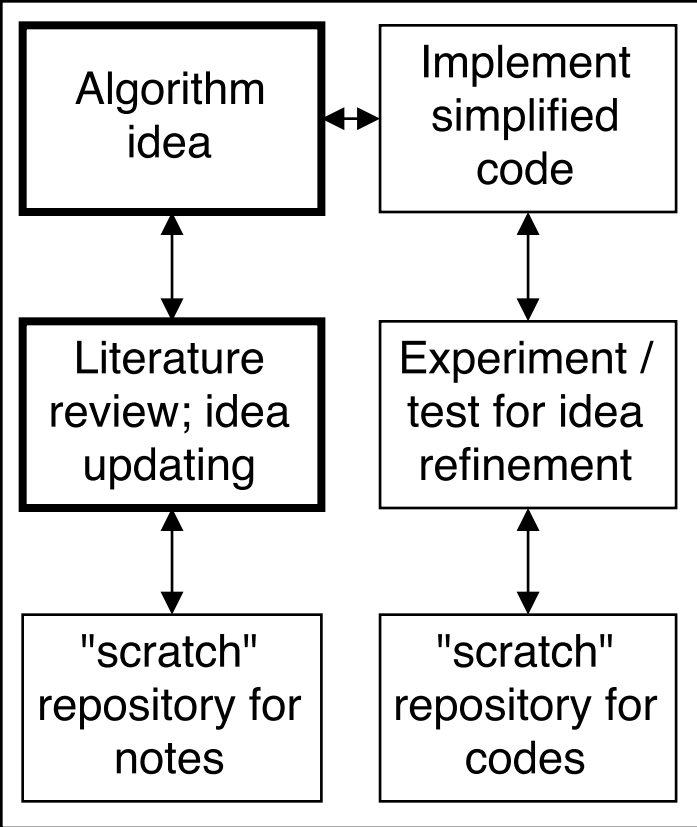 Algorithm
idea
Implement
simplified
code
Literature
review; idea
updating
Experiment /
test for idea
refinement
"scratch"
repository for
notes
"scratch"
repository for
codes